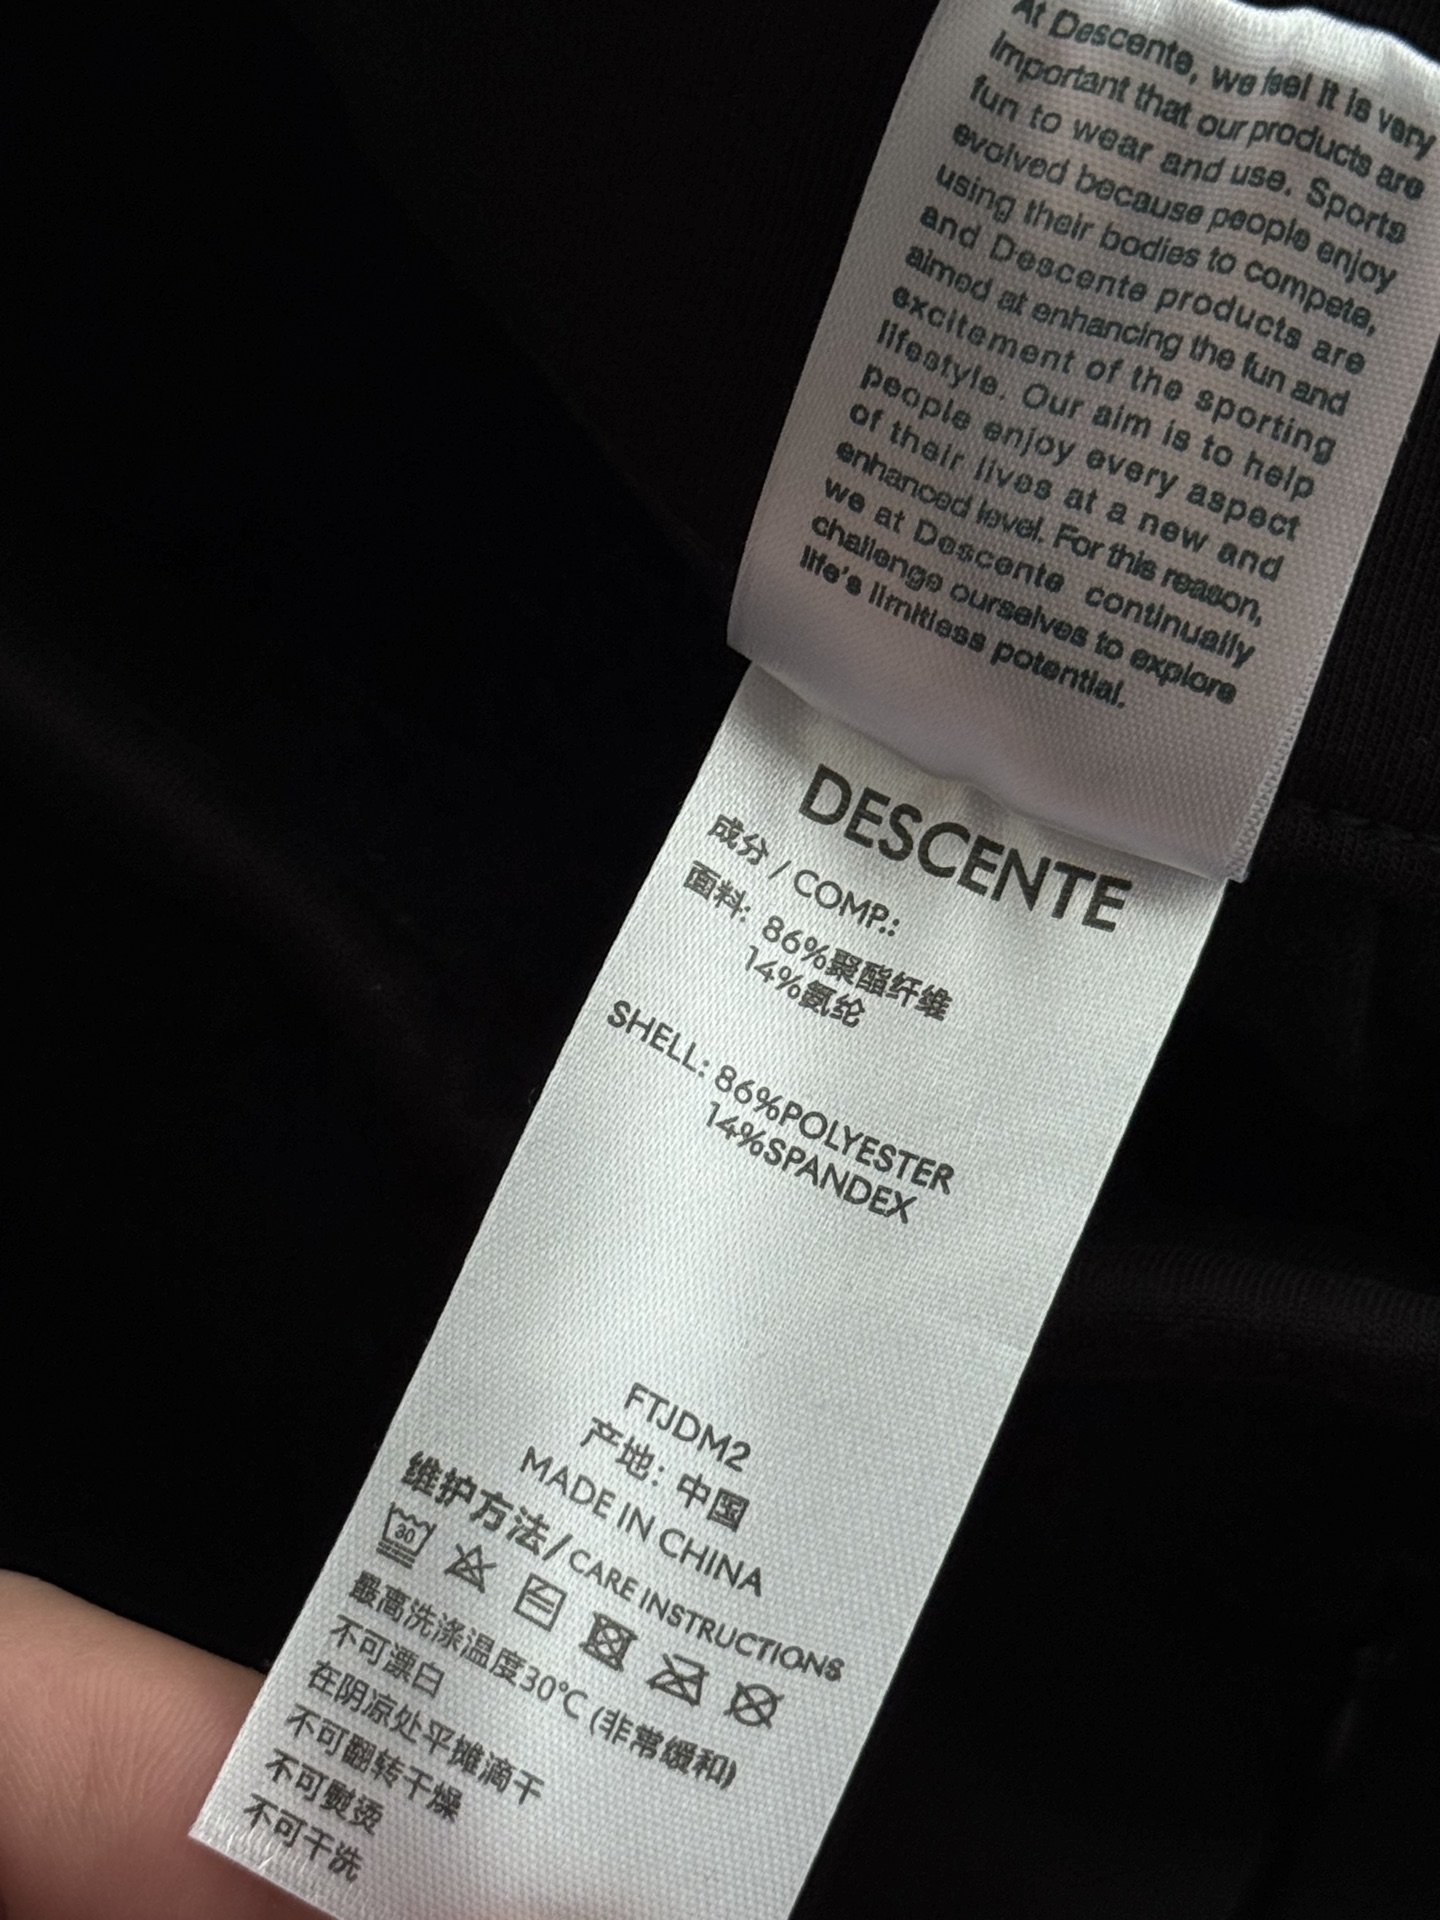 At Descente, we feel it is very
important that our products are
fun to wear and use. Sports
evolved because people enjoy
using their bodies to compete,
and Descente products are
aimed at enhancing the fun and
excitement of the sporting
lifestyle. Our aim is to help
people enjoy every aspect
of their lives at a new and
enhanced level. For this reason,
we at Descente continually
challenge ourselves to explore
life's limitless potential.
DESCENTE
成分 / COMP.:
面料: 86%聚酯纤维
14%氨纶
SHELL: 86%POLYESTER
14%SPANDEX
FTJDM2
产地: 中国
MADE IN CHINA
维护方法/CARE INSTRUCTIONS
30
最高洗涤温度30℃ (非常缓和)
不可漂白
在阴凉处平摊滴干
不可翻转干燥
不可熨烫
不可干洗